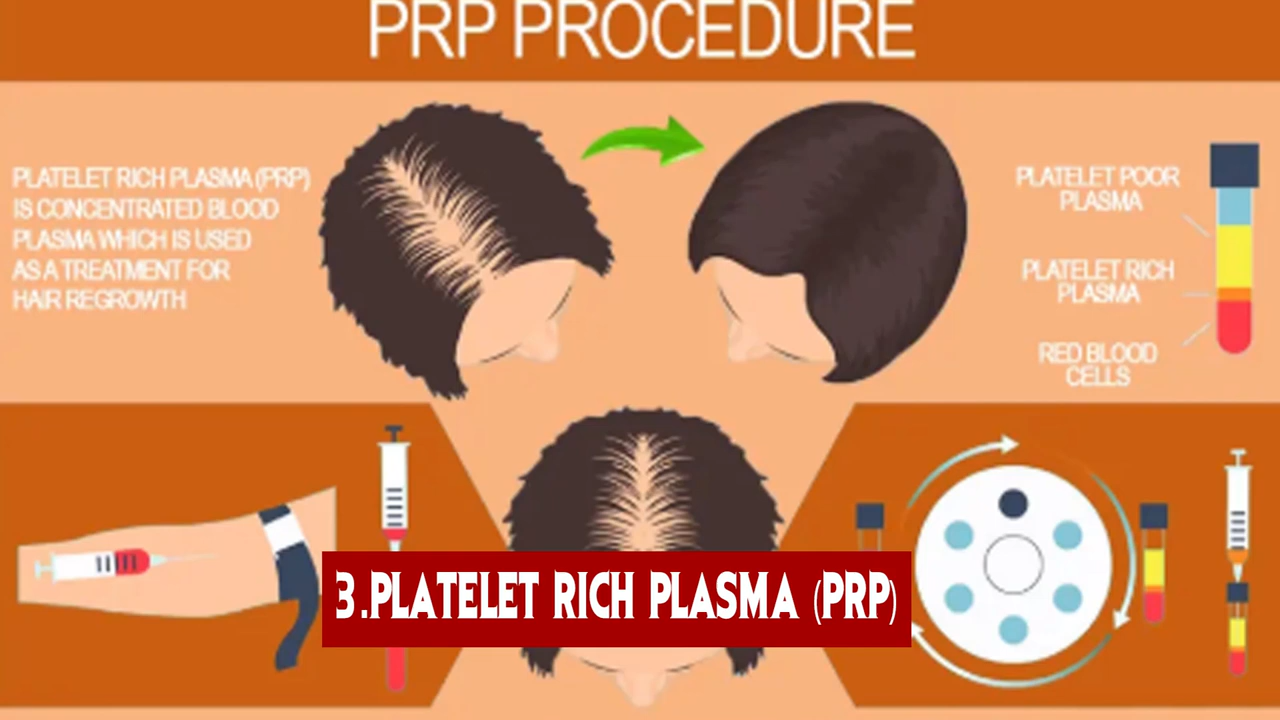 PRP PROCEDURE
PLATELET RICH PLASMA (PRP)
IS CONCENTRATED BLOOD
PLASMA WHICH IS USED
AS A TREATMENT FOR
HAIR REGROWTH
PLATELET POOR
PLASMA
PLATELET RICH
PLASMA
RED BLOOD
CELLS
3.PLATELET RICH PLASMA (PRP)